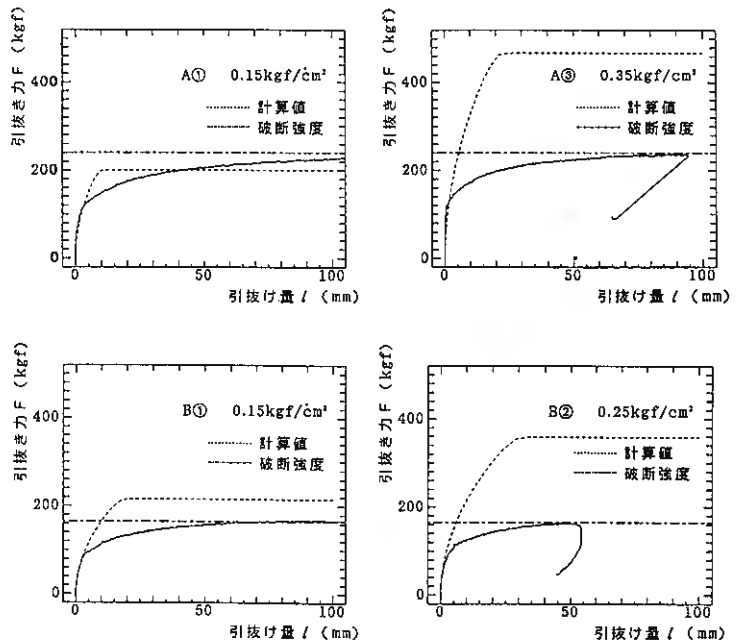 引抜き力 F (kgf)
400
200
0
A① 0.15kgf/cm²
計算値
破断強度
0
50
100
引抜け量 l (mm)
引抜き力 F (kgf)
400
200
0
A③ 0.35kgf/cm²
計算値
破断強度
0
50
100
引抜け量 l (mm)
引抜き力 F (kgf)
400
200
0
B① 0.15kgf/cm²
計算値
破断強度
0
50
100
引抜け量 l (mm)
引抜き力 F (kgf)
400
200
0
B② 0.25kgf/cm²
計算値
破断強度
0
50
100
引抜け量 l (mm)